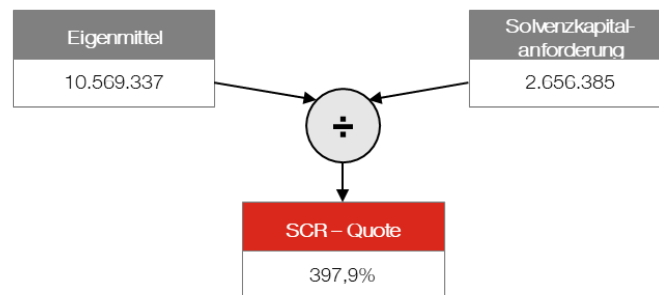 Eigenmittel
10.569.337
Solvenzkapital-
anforderung
2.656.385
÷
SCR – Quote
397,9%